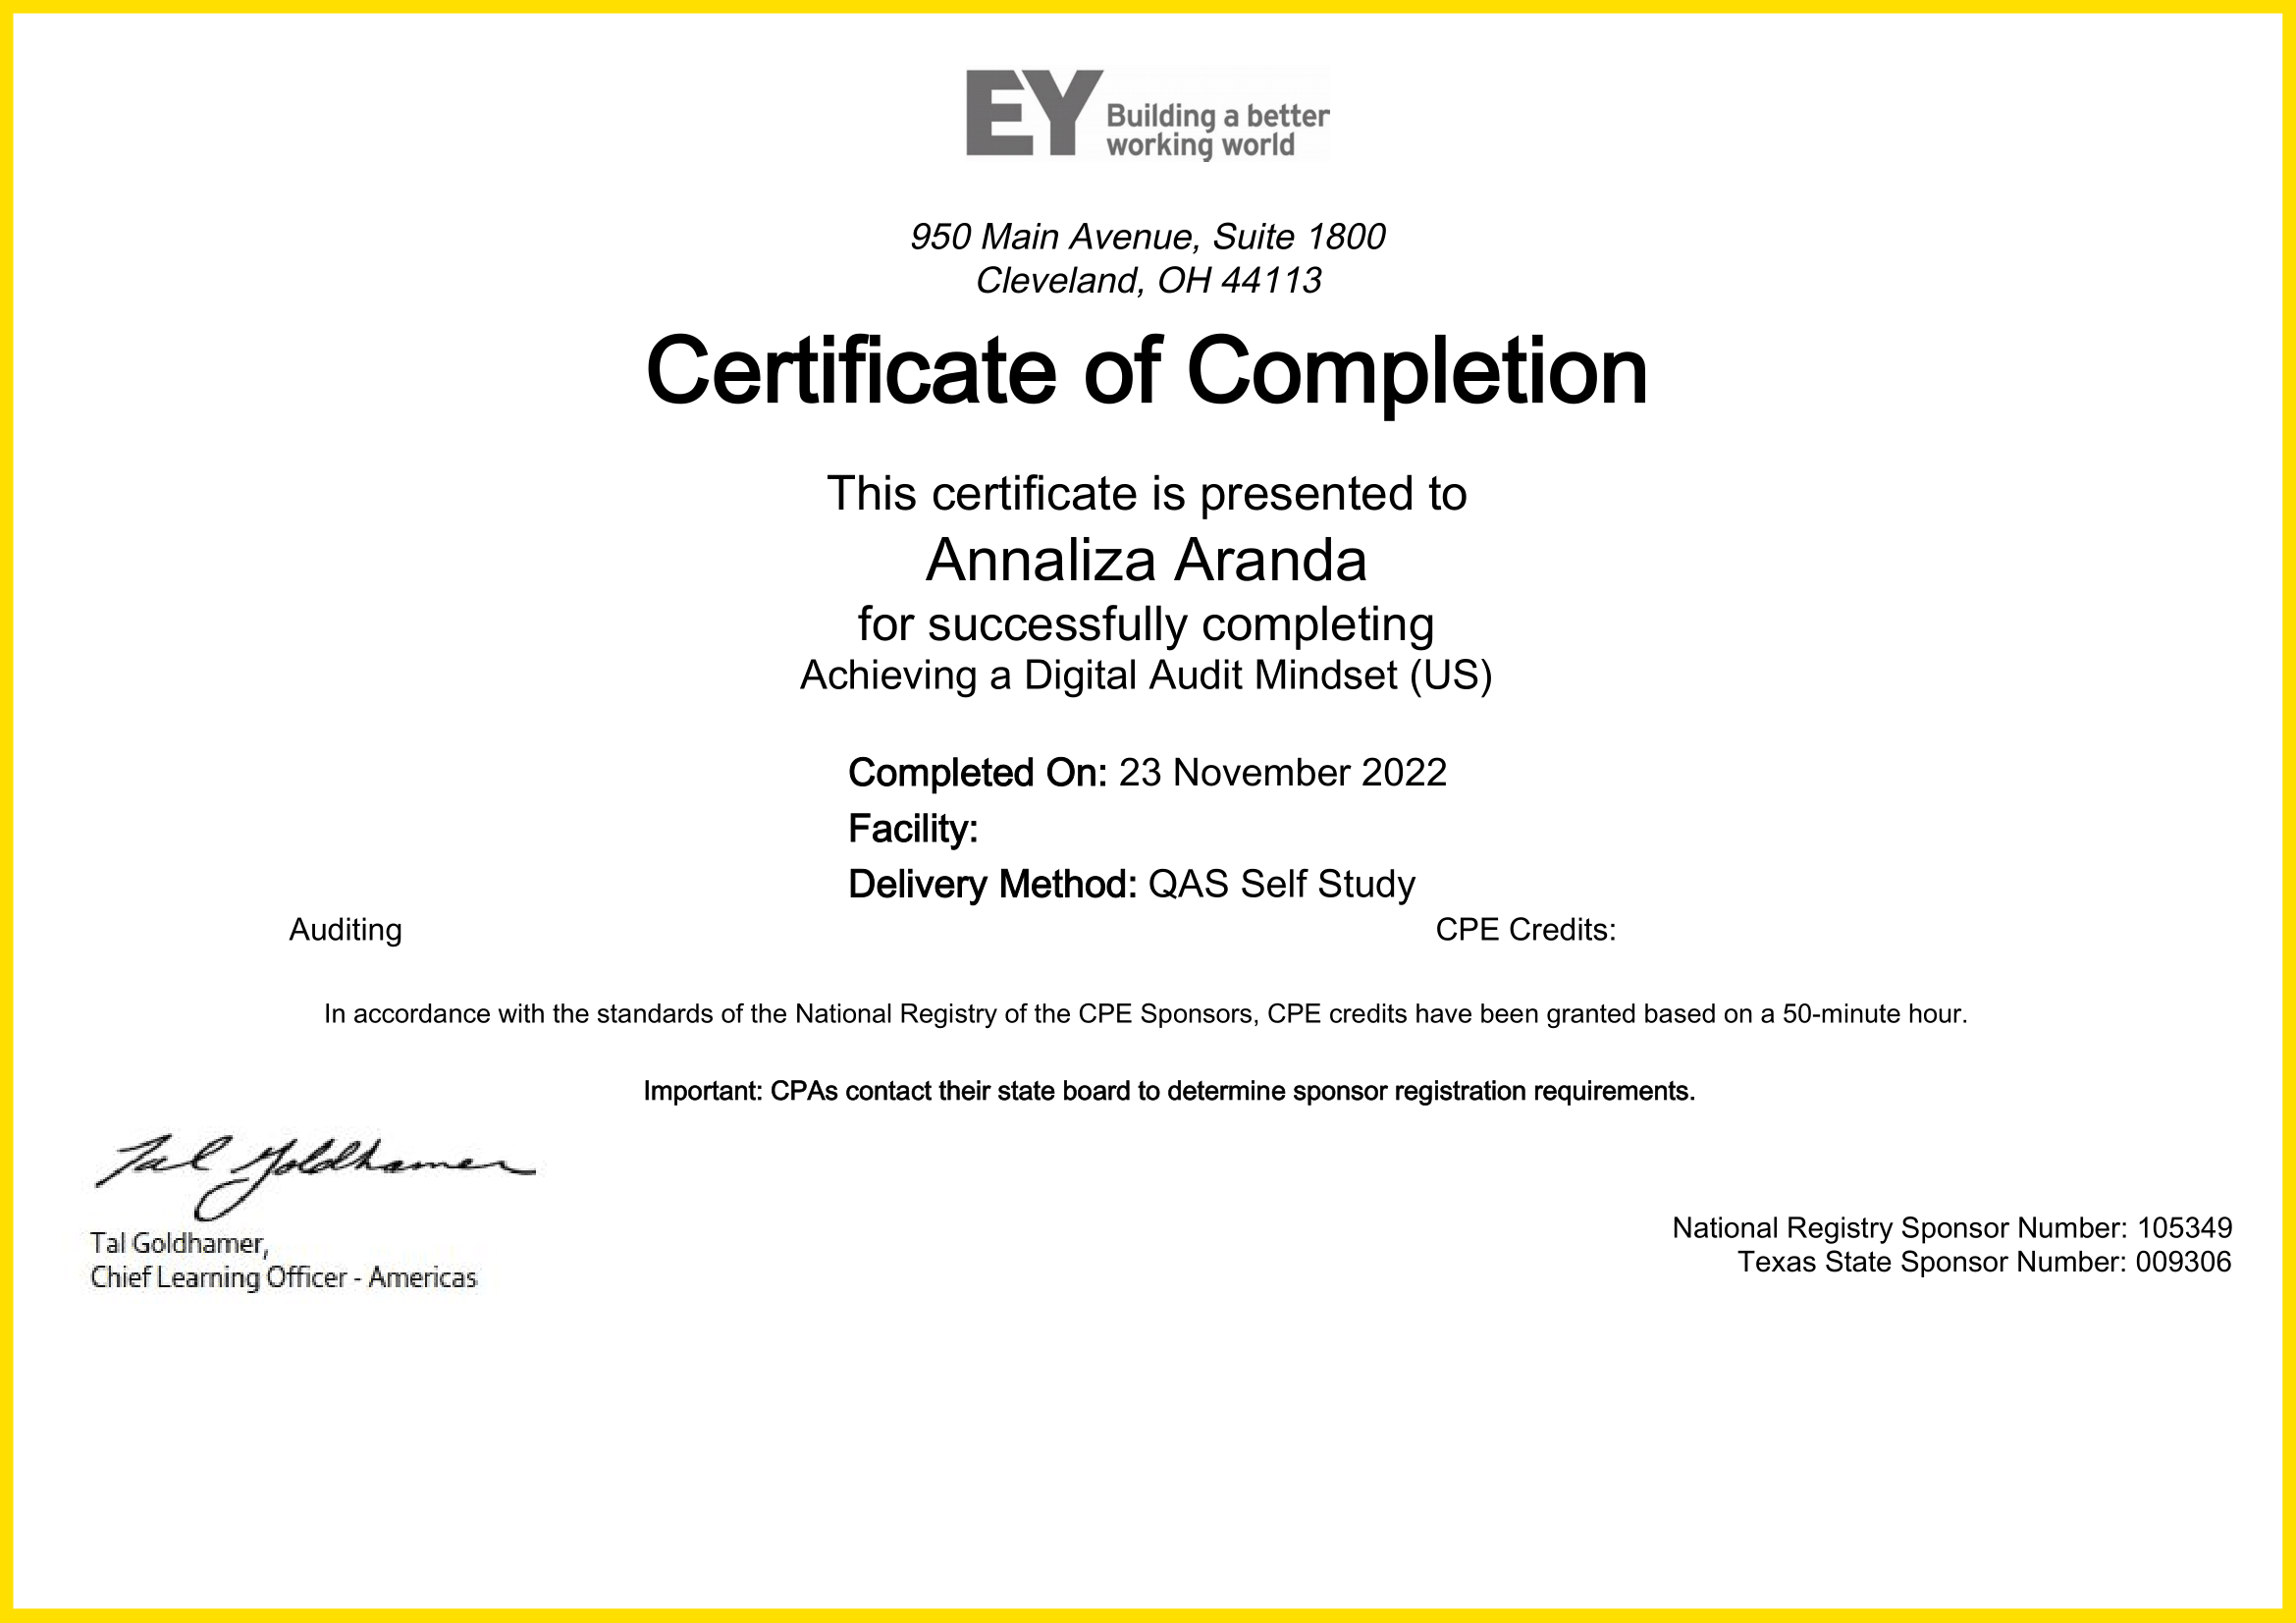 EY Building a better
working world
950 Main Avenue, Suite 1800
Cleveland, OH 44113
Certificate of Completion
This certificate is presented to
Annaliza Aranda
for successfully completing
Achieving a Digital Audit Mindset (US)
Completed On: 23 November 2022
Facility:
Delivery Method: QAS Self Study
Auditing CPE Credits:
In accordance with the standards of the National Registry of the CPE Sponsors, CPE credits have been granted based on a 50-minute hour.
Important: CPAs contact their state board to determine sponsor registration requirements.
Tal Goldhamer
Tal Goldhamer,
Chief Learning Officer - Americas
National Registry Sponsor Number: 105349
Texas State Sponsor Number: 009306